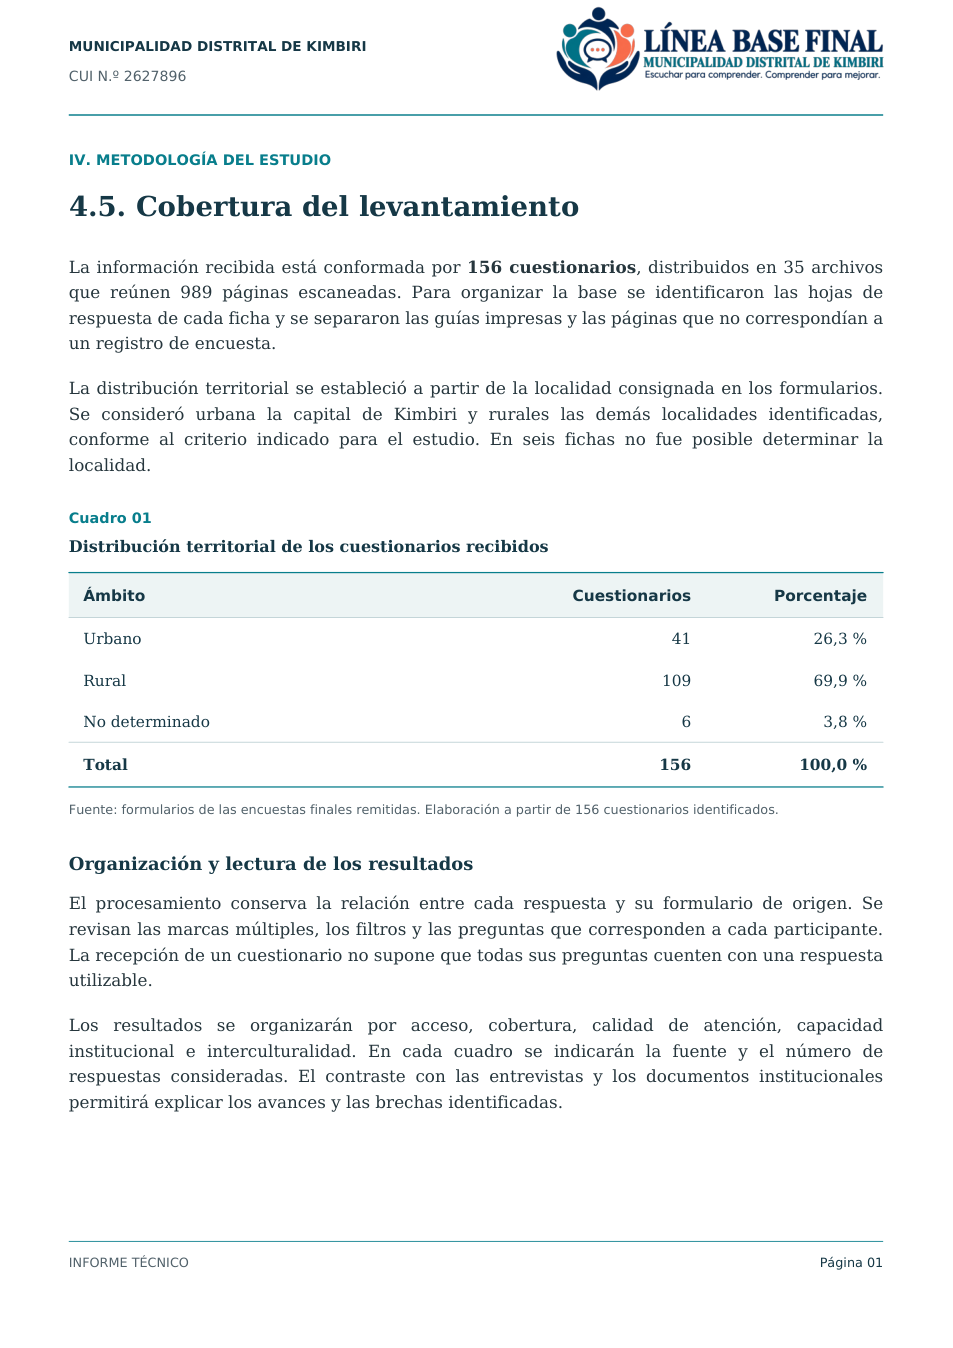 MUNICIPALIDAD DISTRITAL DE KIMBIRI
CUI N.º 2627896
LÍNEA BASE FINAL
MUNICIPALIDAD DISTRITAL DE KIMBIRI
Escuchar para comprender. Comprender para mejorar.
IV. METODOLOGÍA DEL ESTUDIO
4.5. Cobertura del levantamiento
La información recibida está conformada por 156 cuestionarios, distribuidos en 35 archivos
que reúnen 989 páginas escaneadas. Para organizar la base se identificaron las hojas de
respuesta de cada ficha y se separaron las guías impresas y las páginas que no correspondían a
un registro de encuesta.
La distribución territorial se estableció a partir de la localidad consignada en los formularios.
Se consideró urbana la capital de Kimbiri y rurales las demás localidades identificadas,
conforme al criterio indicado para el estudio. En seis fichas no fue posible determinar la
localidad.
Cuadro 01
Distribución territorial de los cuestionarios recibidos
Ámbito Cuestionarios Porcentaje
Urbano 41 26,3 %
Rural 109 69,9 %
No determinado 6 3,8 %
Total 156 100,0 %
Fuente: formularios de las encuestas finales remitidas. Elaboración a partir de 156 cuestionarios identificados.
Organización y lectura de los resultados
El procesamiento conserva la relación entre cada respuesta y su formulario de origen. Se
revisan las marcas múltiples, los filtros y las preguntas que corresponden a cada participante.
La recepción de un cuestionario no supone que todas sus preguntas cuenten con una respuesta
utilizable.
Los resultados se organizarán por acceso, cobertura, calidad de atención, capacidad
institucional e interculturalidad. En cada cuadro se indicarán la fuente y el número de
respuestas consideradas. El contraste con las entrevistas y los documentos institucionales
permitirá explicar los avances y las brechas identificadas.
INFORME TÉCNICO
Página 01